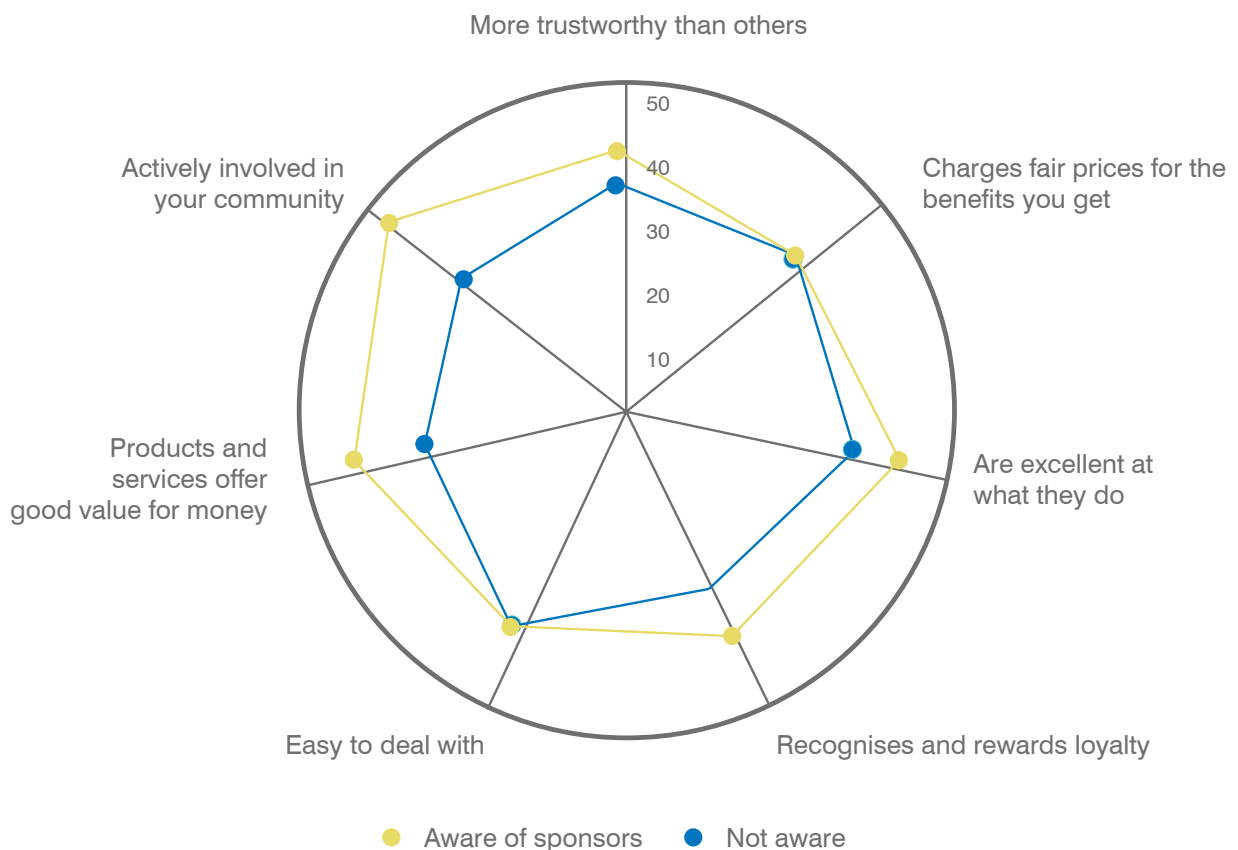 More trustworthy than others
50
Actively involved in
your community
40
Charges fair prices for the
benefits you get
30
20
10
Products and
services offer
good value for money
Are excellent at
what they do
Easy to deal with
Recognises and rewards loyalty
Aware of sponsors
Not aware